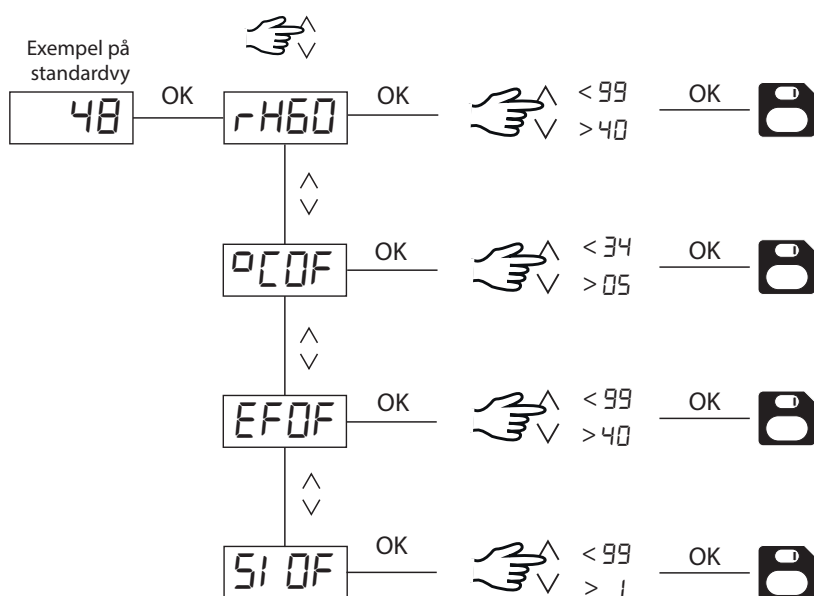 Exempel på
standardvy
48 OK rH60 OK <99 OK
>40
°COF OK <34 OK
>05
EFOF OK <99 OK
>40
SI OF OK <99 OK
> 1